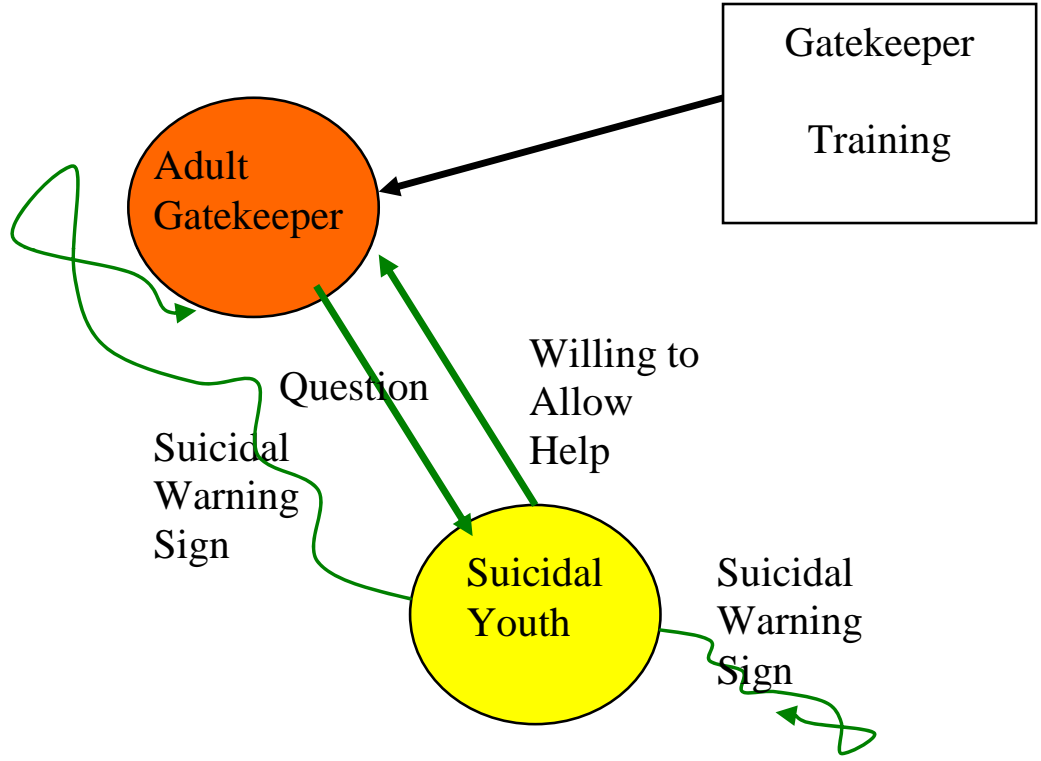 Gatekeeper
Training
Adult
Gatekeeper
Willing to
Allow
Help
Question
Suicidal
Warning
Sign
Suicidal
Youth
Suicidal
Warning
Sign